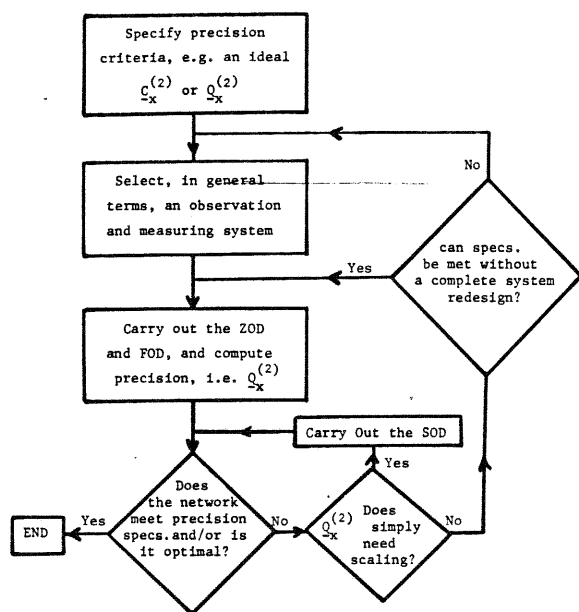 Specify precision
criteria, e.g. an ideal
C_x^(2) or Q_x^(2)
No
Select, in general
terms, an observation
and measuring system
can specs.
be met without
a complete system
redesign?
Yes
Carry out the ZOD
and FOD, and compute
precision, i.e. Q_x^(2)
Carry Out the SOD
Yes
Does
the network
meet precision
specs.and/or is
it optimal?
END
Yes
No
Does
Q_x^(2) simply
need
scaling?
No